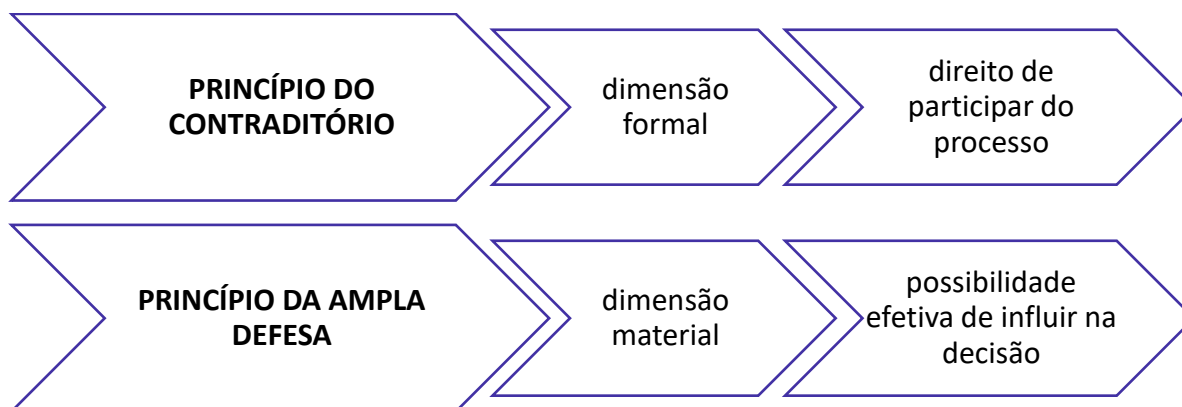 PRINCÍPIO DO
CONTRADITÓRIO
dimensão
formal
direito de
participar do
processo
PRINCÍPIO DA AMPLA
DEFESA
dimensão
material
possibilidade
efetiva de influir na
decisão